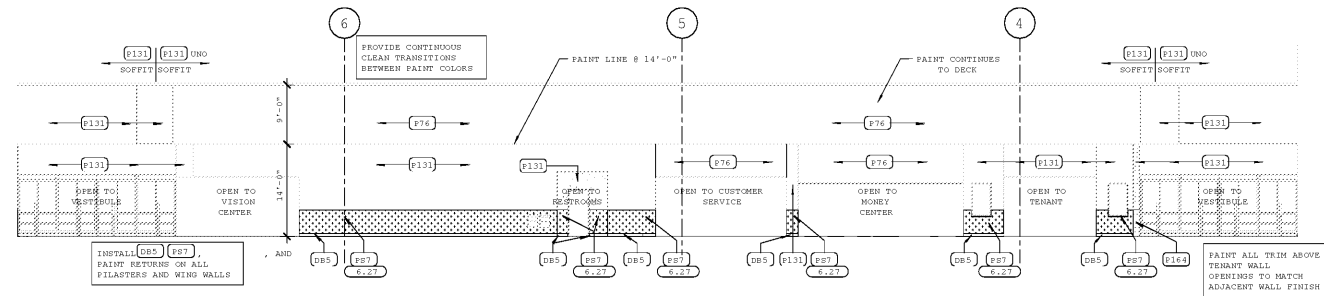 6
5
4
PROVIDE CONTINUOUS
CLEAN TRANSITIONS
BETWEEN PAINT COLORS
P131 P131 UNO
SOFFIT SOFFIT
PAINT LINE @ 14'-0"
PAINT CONTINUES
TO DECK
P131 P131 UNO
SOFFIT SOFFIT
9'-0"
P131
P76
P76
P131
14'-0"
P131
P131
P131
P76
P76
P131
P131
OPEN TO
VESTIBULE
OPEN TO
VISION
CENTER
OPEN TO
RESTROOMS
OPEN TO CUSTOMER
SERVICE
OPEN TO
MONEY
CENTER
OPEN TO
TENANT
OPEN TO
VESTIBULE
INSTALL DB5 PS7 , , AND
PAINT RETURNS ON ALL
PILASTERS AND WING WALLS
DB5 PS7
6.27
DB5 PS7
6.27
DB5 PS7
6.27
DB5 P131 PS7
6.27
DB5 PS7
6.27
DB5 PS7
6.27
P164
PAINT ALL TRIM ABOVE
TENANT WALL
OPENINGS TO MATCH
ADJACENT WALL FINISH